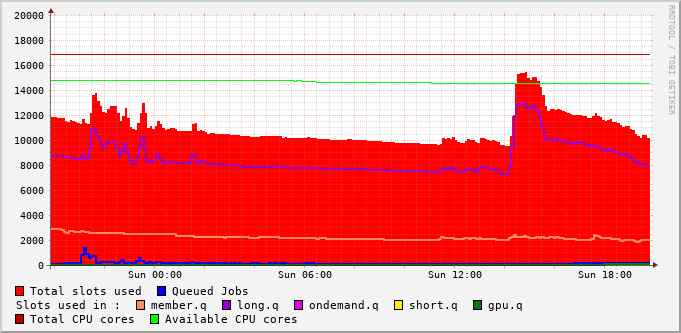 20000
18000
16000
14000
12000
10000
8000
6000
4000
2000
0
Sun 00:00 Sun 06:00 Sun 12:00 Sun 18:00
RRDTOOL / TOBI OETIKER
Total slots used Queued Jobs
Slots used in : member.q long.q ondemand.q short.q gpu.q
Total CPU cores Available CPU cores